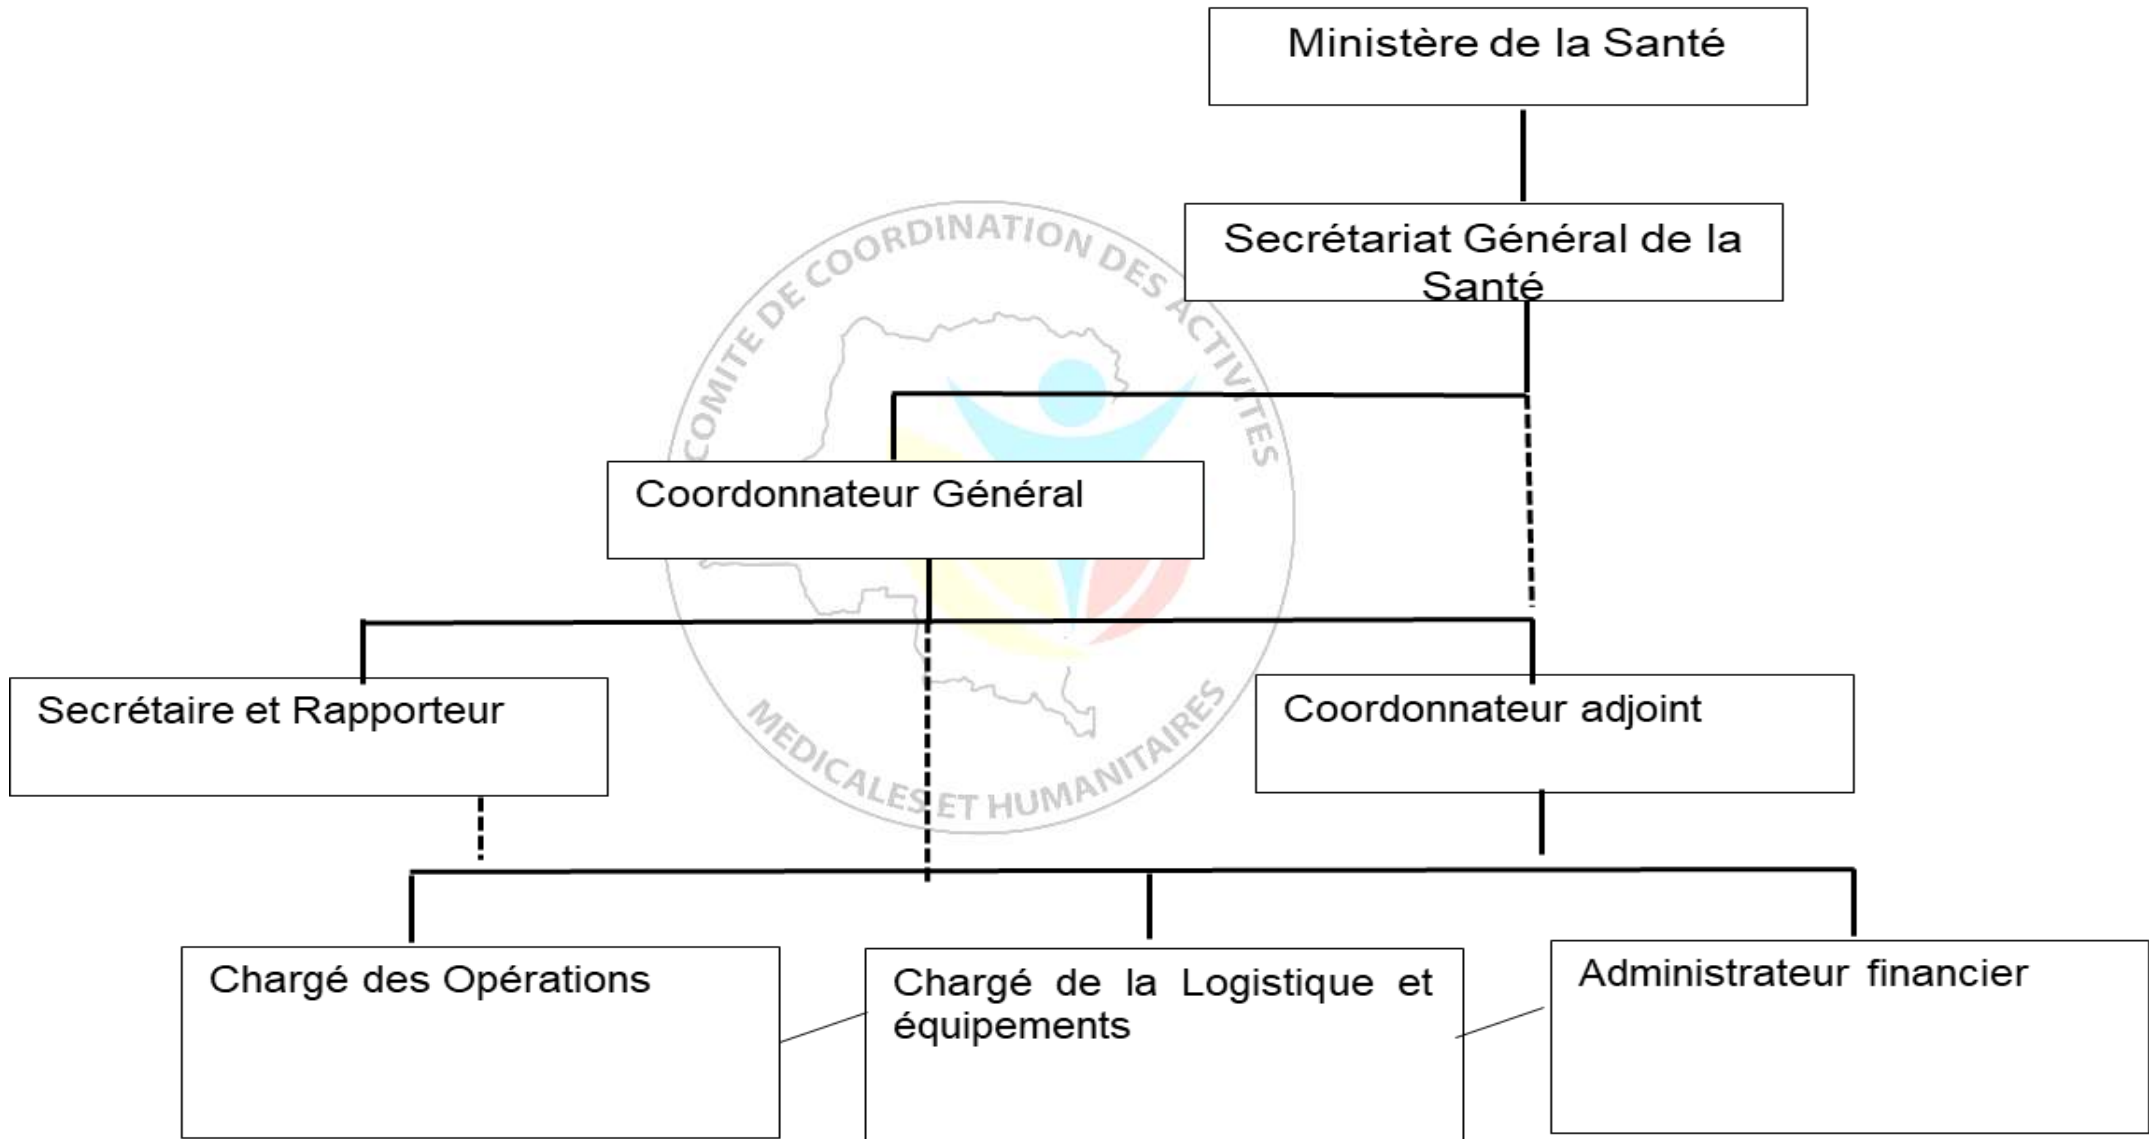 Ministère de la Santé
Secrétariat Général de la
Santé
COMITE DE COORDINATION DES ACTIVITES
MEDICALES ET HUMANITAIRES
Coordonnateur Général
Secrétaire et Rapporteur
Coordonnateur adjoint
Chargé des Opérations
Chargé de la Logistique et
équipements
Administrateur financier